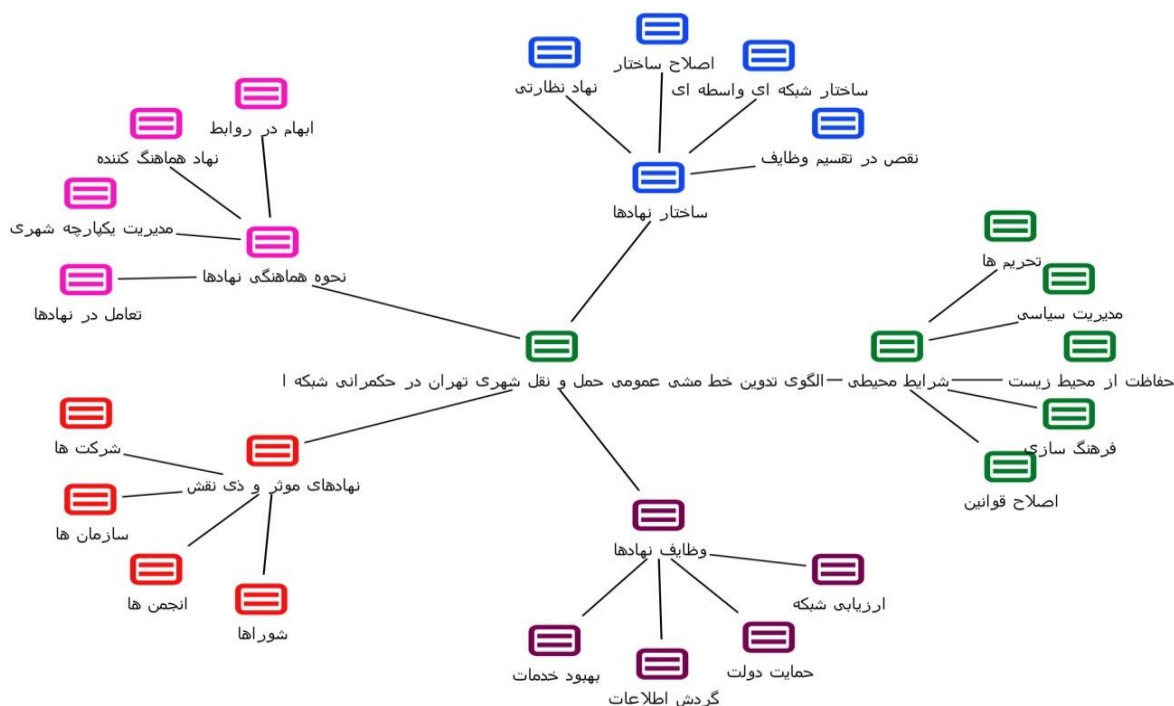 اصلاح ساختار
نهاد نظارتی
ساختار شبکه ای واسطه ای
نقص در تقسیم وظایف
ساختار نهادها
ابهام در روابط
نهاد هماهنگ کننده
مدیریت یکپارچه شهری
نحوه هماهنگی نهادها
تعامل در نهادها
تحریم ها
مدیریت سیاسی
حفاظت از محیط زیست
شرایط محیطی
فرهنگ سازی
اصلاح قوانین
الگوی تدوین خط مشی عمومی حمل و نقل شهری تهران در حکمرانی شبکه ا
نهادهای موثر و ذی نقش
شرکت ها
سازمان ها
انجمن ها
شوراها
وظایف نهادها
ارزیابی شبکه
حمایت دولت
گردش اطلاعات
بهبود خدمات